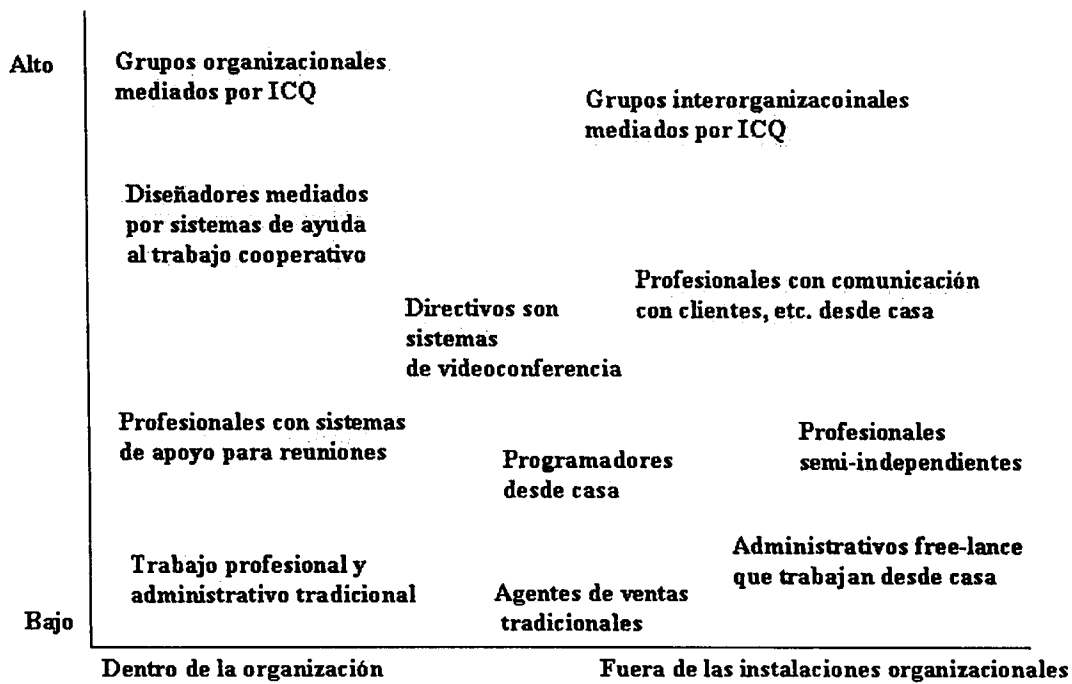 Alto
Grupos organizacionales
mediados por ICQ
Grupos interorganizacoinales
mediados por ICQ
Diseñadores mediados
por sistemas de ayuda
al trabajo cooperativo
Profesionales con comunicación
con clientes, etc. desde casa
Directivos son
sistemas
de videoconferencia
Profesionales con sistemas
de apoyo para reuniones
Profesionales
semi-independientes
Programadores
desde casa
Administrativos free-lance
que trabajan desde casa
Trabajo profesional y
administrativo tradicional
Agentes de ventas
tradicionales
Bajo
Dentro de la organización
Fuera de las instalaciones organizacionales